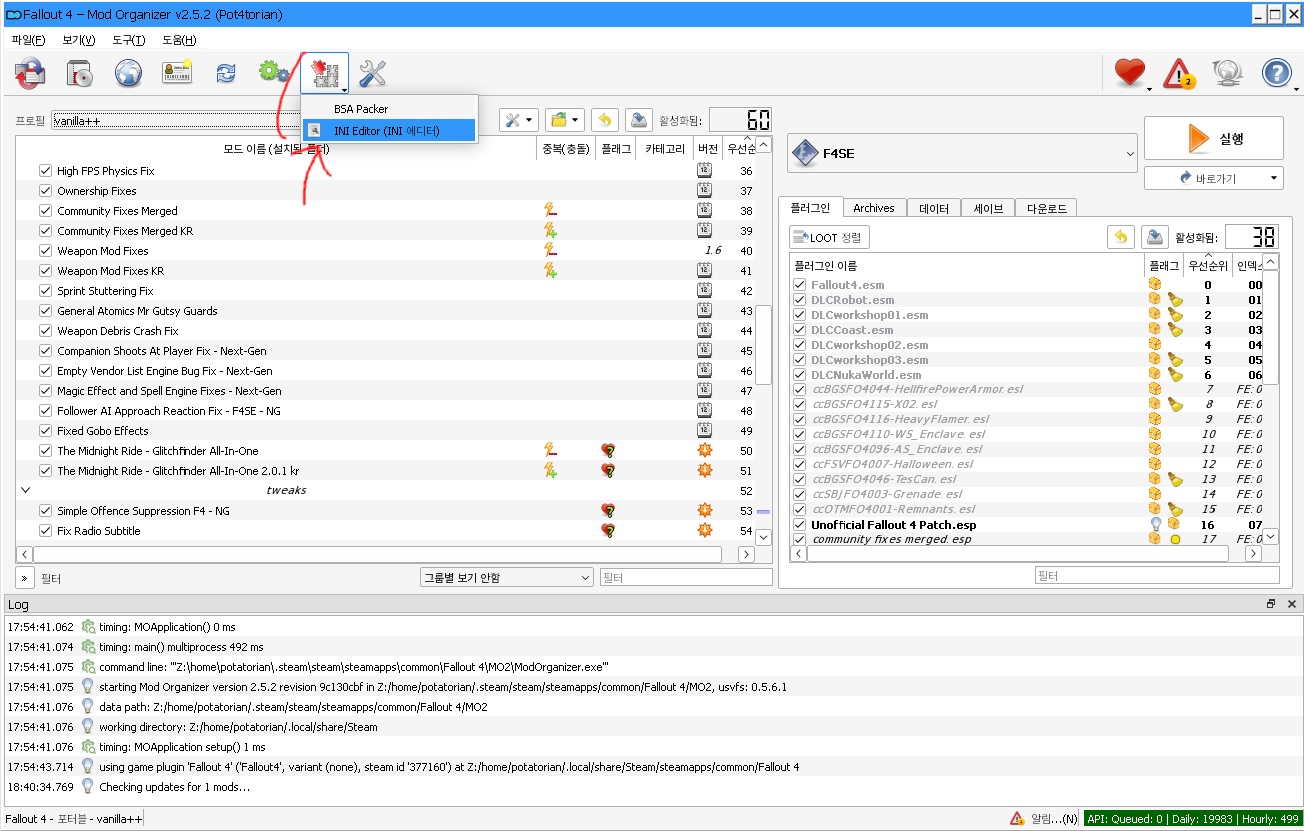 Fallout 4 – Mod Organizer v2.5.2 (Pot4torian)
파일(F) 보기(V) 도구(T) 도움(H)
2
BSA Packer
INI Editor (INI 에디터)
프로필 vanilla++ 활성화됨: 60
모드 이름 (설치된 폴더) 중복(충돌) 플래그 카테고리 버전 우선순
High FPS Physics Fix 36
Ownership Fixes 37
Community Fixes Merged 38
Community Fixes Merged KR 39
Weapon Mod Fixes 1.6 40
Weapon Mod Fixes KR 41
Sprint Stuttering Fix 42
General Atomics Mr Gutsy Guards 43
Weapon Debris Crash Fix 44
Companion Shoots At Player Fix - Next-Gen 45
Empty Vendor List Engine Bug Fix - Next-Gen 46
Magic Effect and Spell Engine Fixes - Next-Gen 47
Follower AI Approach Reaction Fix - F4SE - NG 48
Fixed Gobo Effects 49
The Midnight Ride - Glitchfinder All-In-One 50
The Midnight Ride - Glitchfinder All-In-One 2.0.1 kr 51
tweaks 52
Simple Offence Suppression F4 - NG 53
Fix Radio Subtitle 54
» 필터 그룹별 보기 안함 필터
F4SE 실행
바로가기
플러그인 Archives 데이터 세이브 다운로드
LOOT 정렬 활성화됨: 38
플러그인 이름 플래그 우선순위 인덱스
Fallout4.esm 0 00
DLCRobot.esm 1 01
DLCworkshop01.esm 2 02
DLCCoast.esm 3 03
DLCworkshop02.esm 4 04
DLCworkshop03.esm 5 05
DLCNukaWorld.esm 6 06
ccBGSFO4044-HellfirePowerArmor.esl 7 FE:0
ccBGSFO4115-X02.esl 8 FE:0
ccBGSFO4116-HeavyFlamer.esl 9 FE:0
ccBGSFO4110-WS_Enclave.esl 10 FE:0
ccBGSFO4096-AS_Enclave.esl 11 FE:0
ccFSVFO4007-Halloween.esl 12 FE:0
ccBGSFO4046-TesCan.esl 13 FE:0
ccSBJFO4003-Grenade.esl 14 FE:0
ccOTMFO4001-Remnants.esl 15 FE:0
Unofficial Fallout 4 Patch.esp 16 07
community fixes merged.esp 17 FE:0
필터
Log
17:54:41.062 timing: MOApplication() 0 ms
17:54:41.074 timing: main() multiprocess 492 ms
17:54:41.075 command line: '"Z:\home\potatorian\.steam\steam\steamapps\common\Fallout 4\MO2\ModOrganizer.exe"'
17:54:41.075 starting Mod Organizer version 2.5.2 revision 9c130cbf in Z:/home/potatorian/.steam/steam/steamapps/common/Fallout 4/MO2, usvfs: 0.5.6.1
17:54:41.076 data path: Z:/home/potatorian/.steam/steam/steamapps/common/Fallout 4/MO2
17:54:41.076 working directory: Z:/home/potatorian/.local/share/Steam
17:54:41.076 timing: MOApplication setup() 1 ms
17:54:43.714 using game plugin 'Fallout 4' ('Fallout4', variant (none), steam id '377160') at Z:/home/potatorian/.local/share/Steam/steamapps/common/Fallout 4
18:40:34.769 Checking updates for 1 mods...
Fallout 4 - 포터블 - vanilla++ 알림...(N) API: Queued: 0 | Daily: 19983 | Hourly: 499